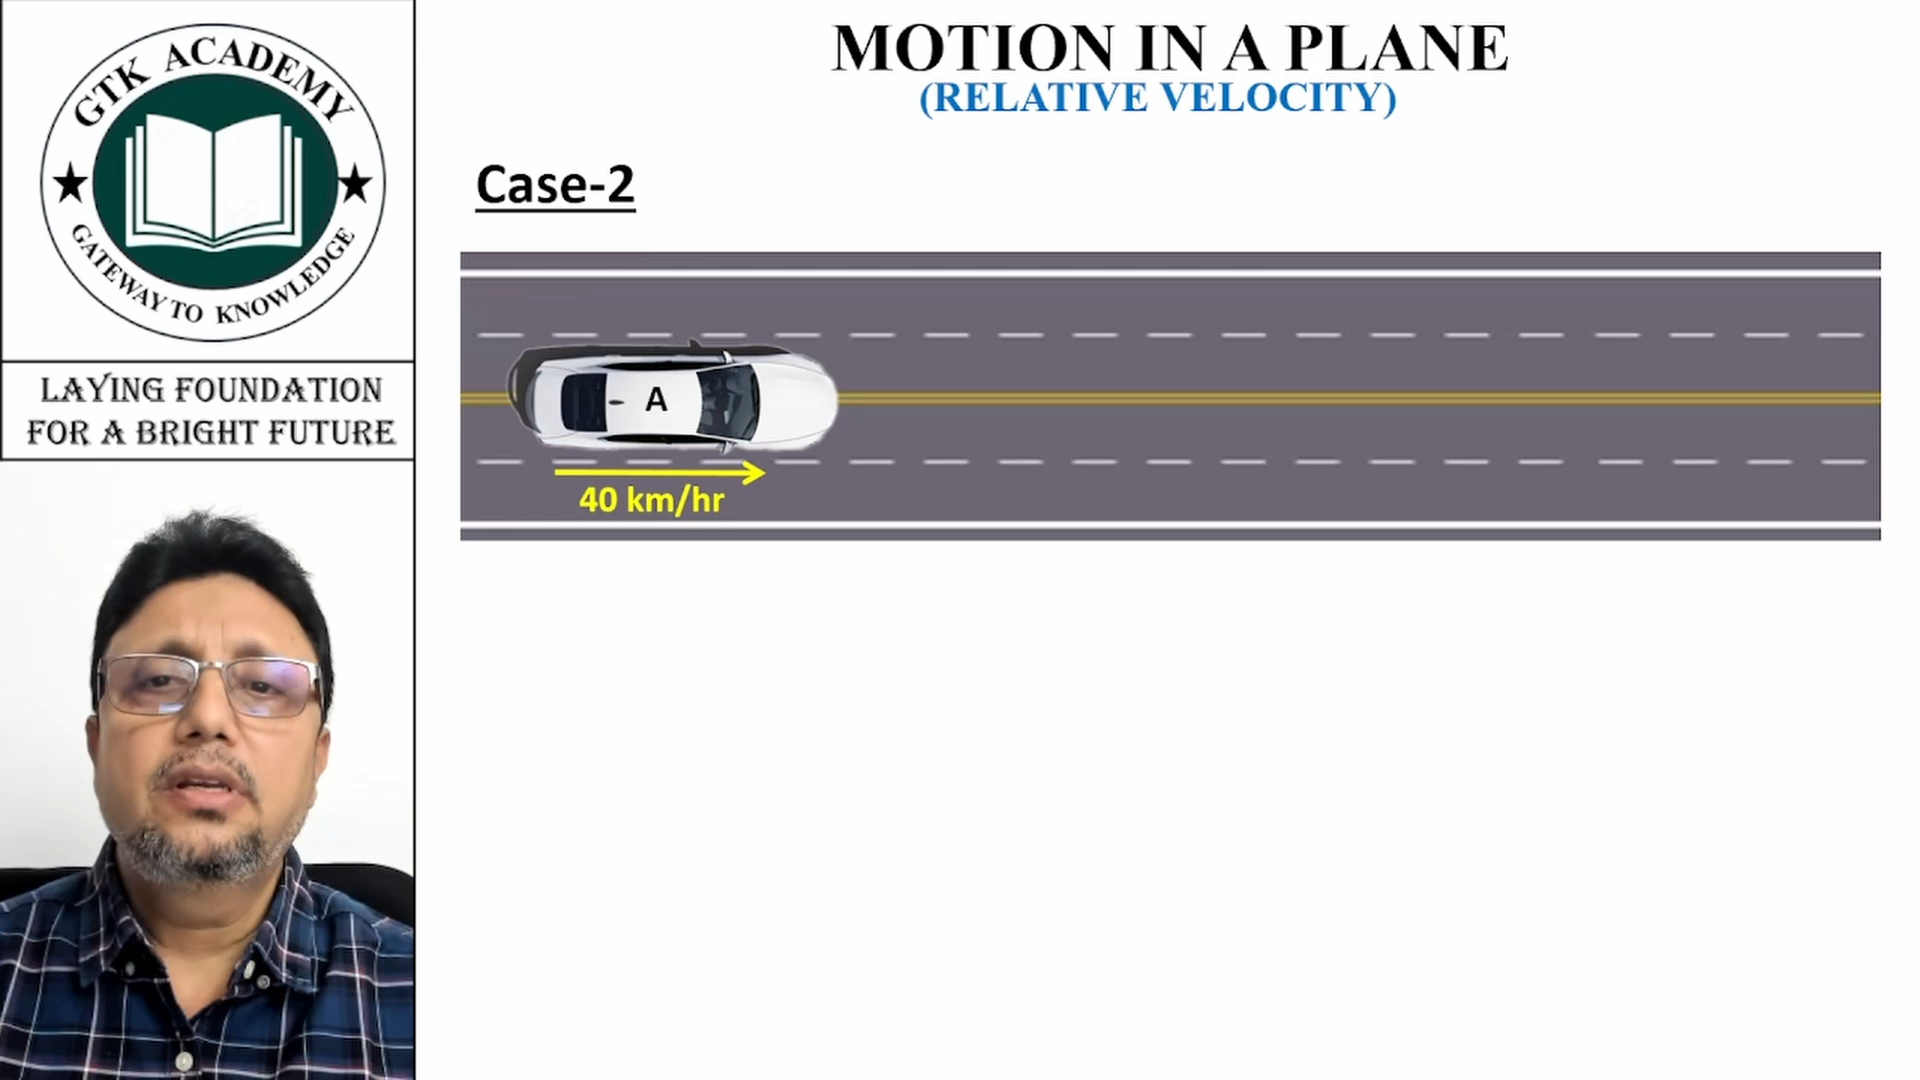 GTK ACADEMY
GATEWAY TO KNOWLEDGE
LAYING FOUNDATION
FOR A BRIGHT FUTURE
MOTION IN A PLANE
(RELATIVE VELOCITY)
Case-2
A
40 km/hr